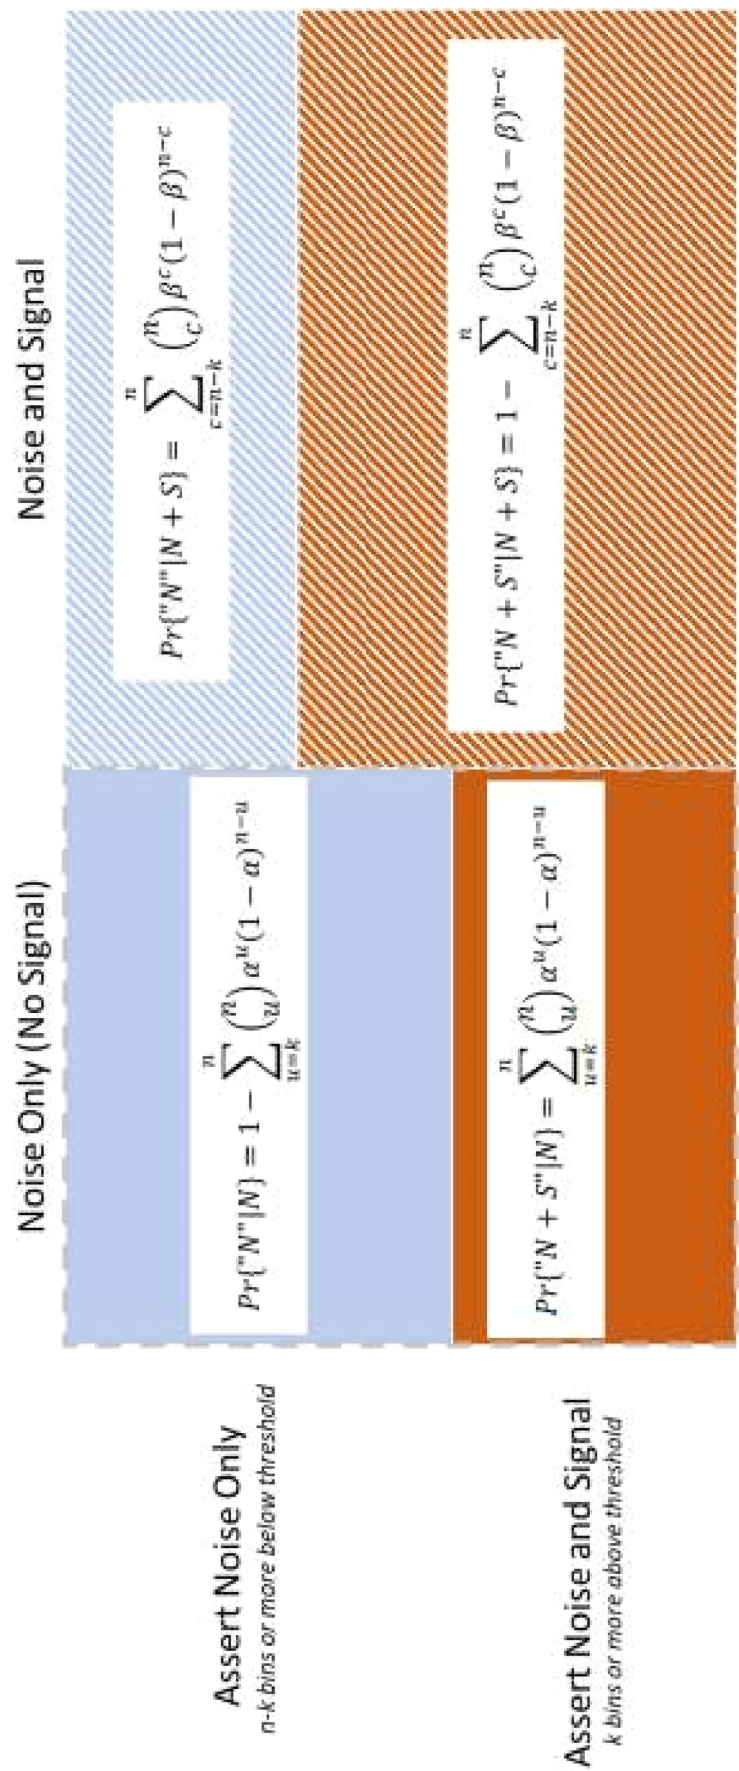 Noise Only (No Signal)
Noise and Signal
Assert Noise Only
n-k bins or more below threshold
Pr{"N"|N} = 1 − ∑_{u=k}^{n} (n u) α^u (1 − α)^{n−u}
Pr{"N"|N + S} = ∑_{c=n−k}^{n} (n c) β^c (1 − β)^{n−c}
Assert Noise and Signal
k bins or more above threshold
Pr{"N + S"|N} = ∑_{u=k}^{n} (n u) α^u (1 − α)^{n−u}
Pr{"N + S"|N + S} = 1 − ∑_{c=n−k}^{n} (n c) β^c (1 − β)^{n−c}